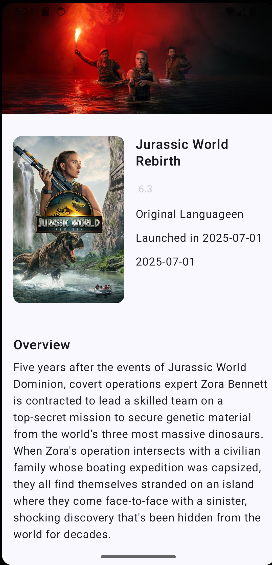 Jurassic World
Rebirth
6.3
Original Languageen
Launched in 2025-07-01
2025-07-01
JURASSIC WORLD
Overview
Five years after the events of Jurassic World
Dominion, covert operations expert Zora Bennett
is contracted to lead a skilled team on a
top-secret mission to secure genetic material
from the world's three most massive dinosaurs.
When Zora's operation intersects with a civilian
family whose boating expedition was capsized,
they all find themselves stranded on an island
where they come face-to-face with a sinister,
shocking discovery that's been hidden from the
world for decades.